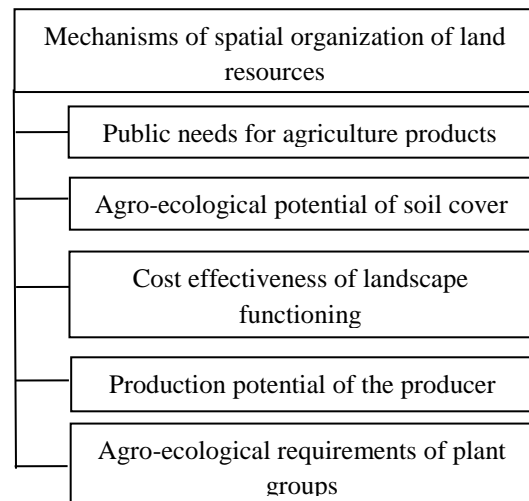 Mechanisms of spatial organization of land
resources
Public needs for agriculture products
Agro-ecological potential of soil cover
Cost effectiveness of landscape
functioning
Production potential of the producer
Agro-ecological requirements of plant
groups